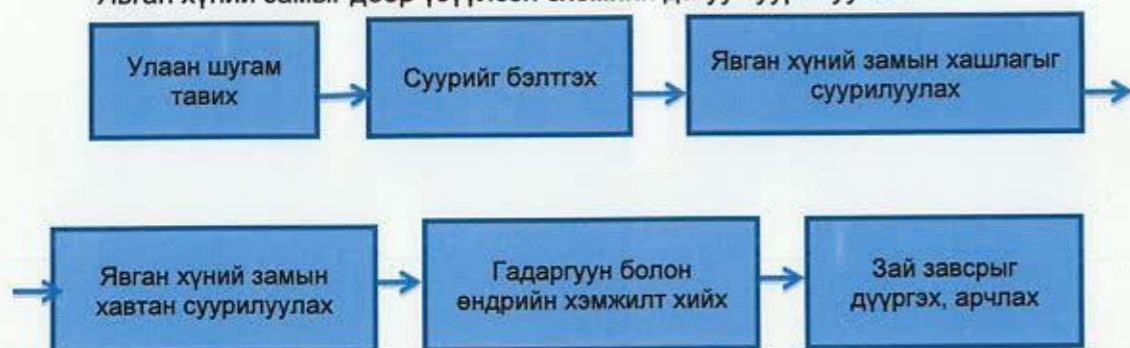 Улаан шугам
тавих
Суурийг бэлтгэх
Явган хүний замын хашлагыг
суурилуулах
Явган хүний замын
хавтан суурилуулах
Гадаргуун болон
өндрийн хэмжилт хийх
Зай завсрыг
дүүргэх, арчлах